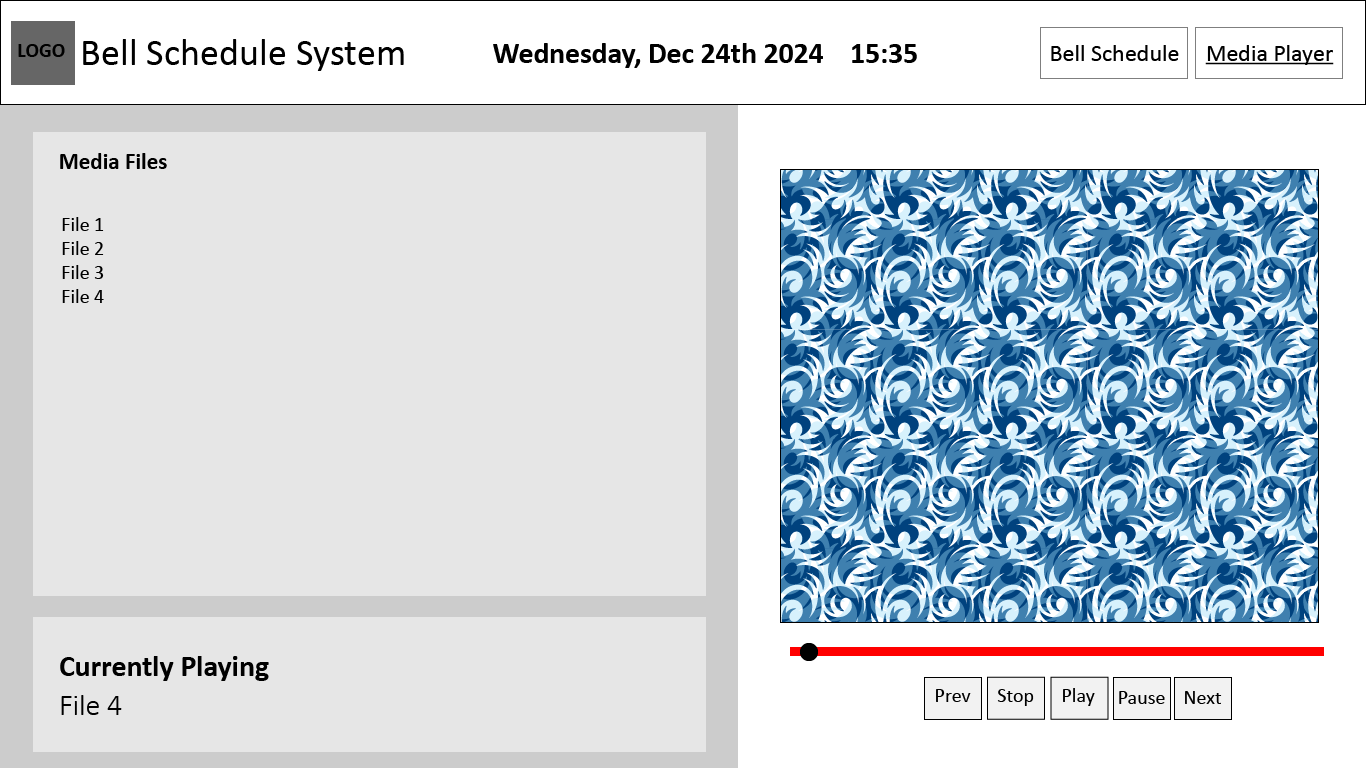 LOGO
Bell Schedule System
Wednesday, Dec 24th 2024 15:35
Bell Schedule
Media Player
Media Files
File 1
File 2
File 3
File 4
Currently Playing
File 4
Prev
Stop
Play
Pause
Next